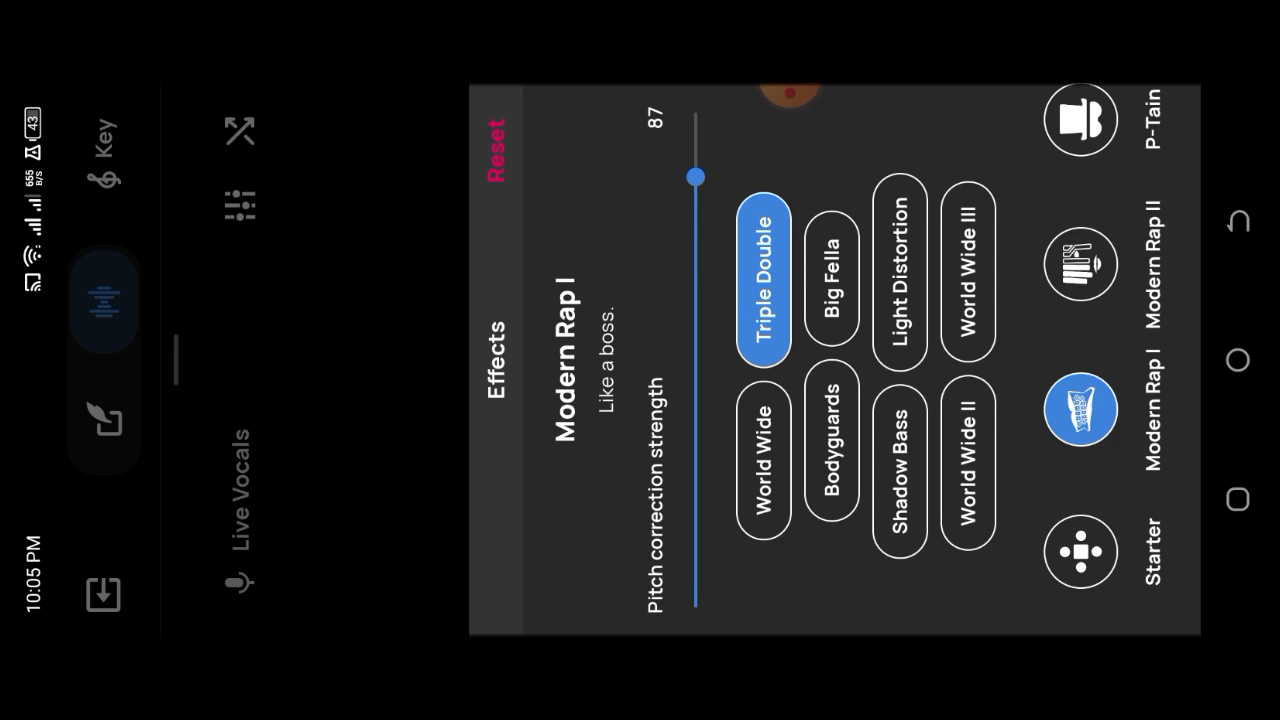 10:05 PM
655
B/S
43
Key
Live Vocals
Effects
Reset
Modern Rap I
Like a boss.
Pitch correction strength
87
World Wide
Triple Double
Bodyguards
Big Fella
Shadow Bass
Light Distortion
World Wide II
World Wide III
Starter
Modern Rap I
Modern Rap II
P-Tain